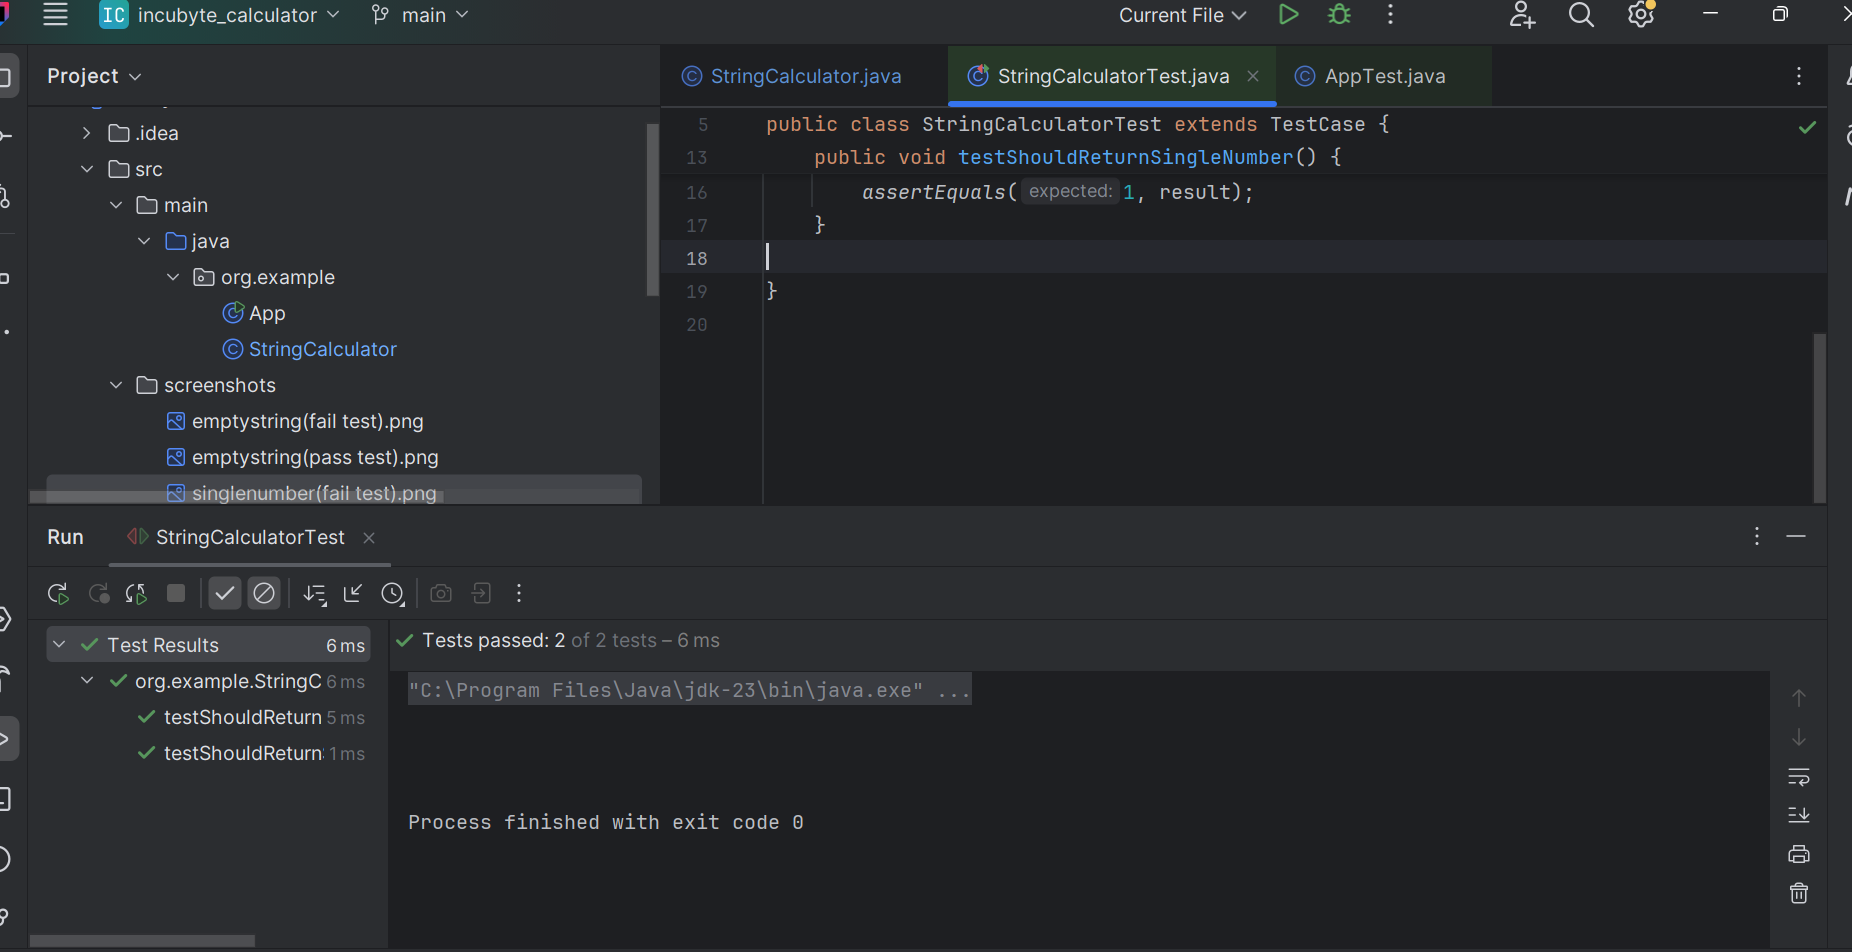 IC incubyte_calculator main Current File
Project
.idea
src
main
java
org.example
App
StringCalculator
screenshots
emptystring(fail test).png
emptystring(pass test).png
singlenumber(fail test).png
StringCalculator.java StringCalculatorTest.java AppTest.java
5 public class StringCalculatorTest extends TestCase {
13 public void testShouldReturnSingleNumber() {
16 assertEquals( expected: 1, result);
17 }
18
19 }
20
Run StringCalculatorTest
Test Results 6 ms
org.example.StringC 6 ms
testShouldReturn 5 ms
testShouldReturn 1 ms
Tests passed: 2 of 2 tests – 6 ms
"C:\Program Files\Java\jdk-23\bin\java.exe" ...
Process finished with exit code 0